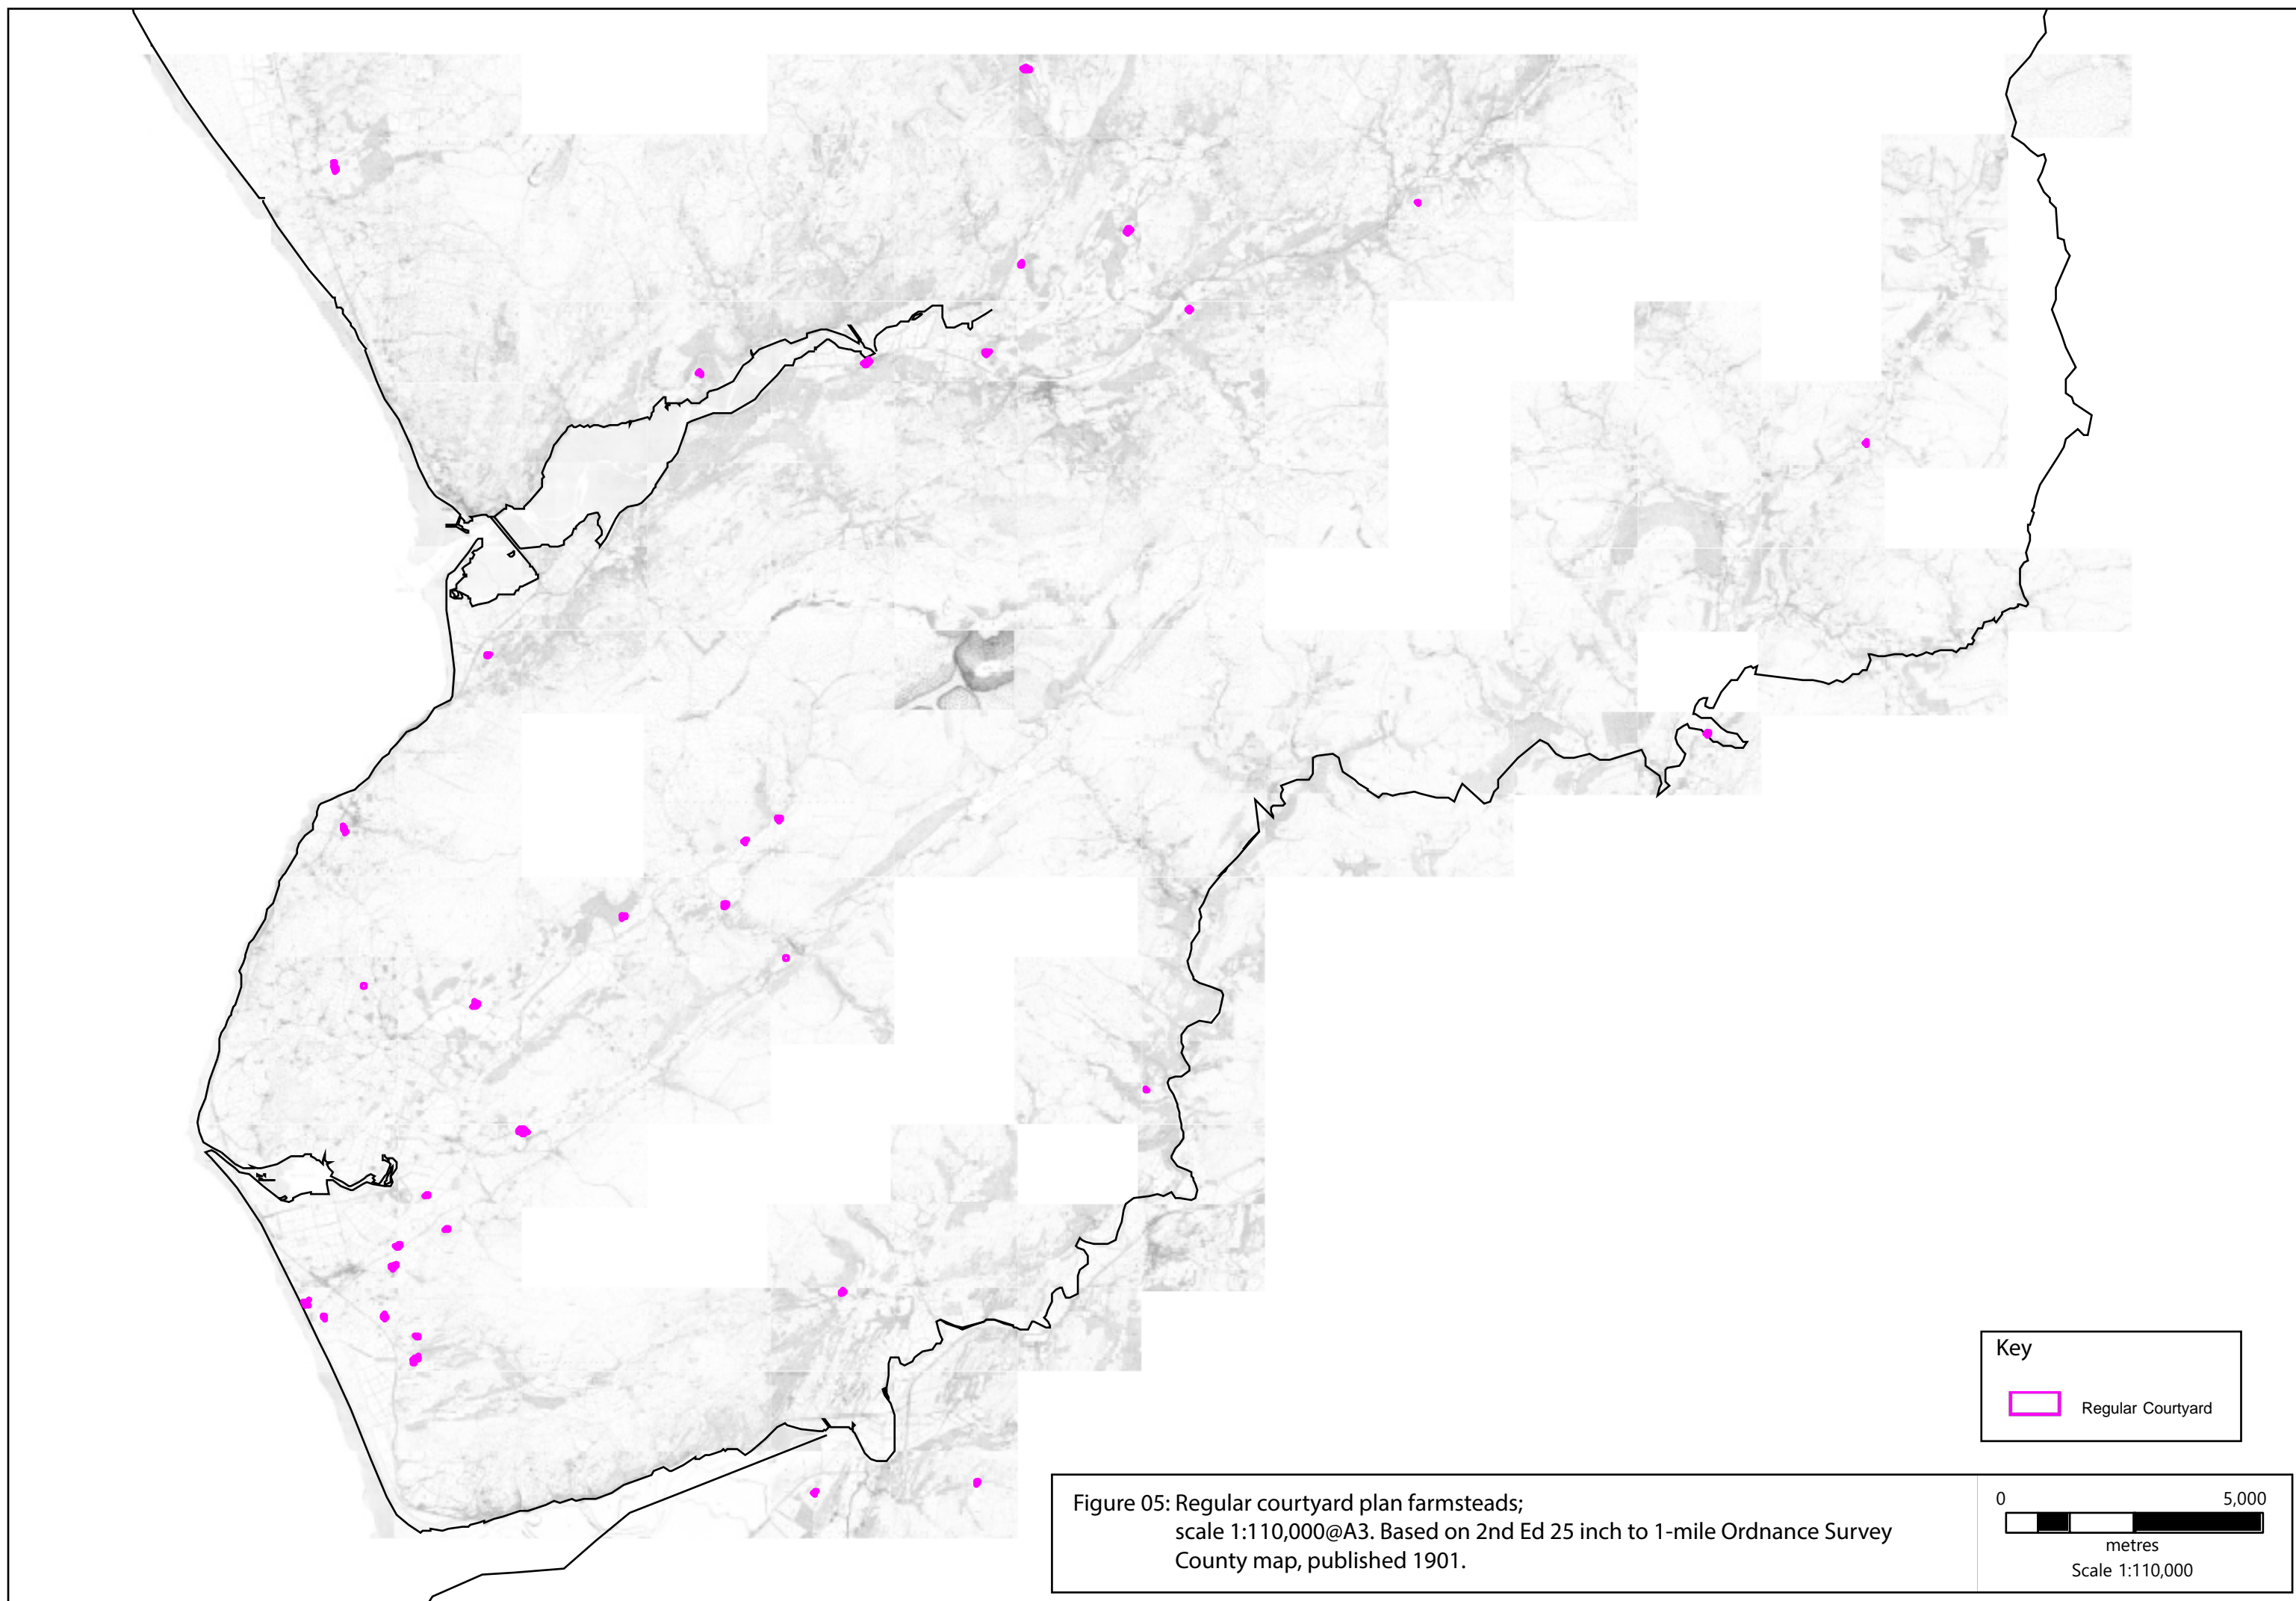 Key
Regular Courtyard
Figure 05: Regular courtyard plan farmsteads;
scale 1:110,000@A3. Based on 2nd Ed 25 inch to 1-mile Ordnance Survey
County map, published 1901.
0 5,000
metres
Scale 1:110,000